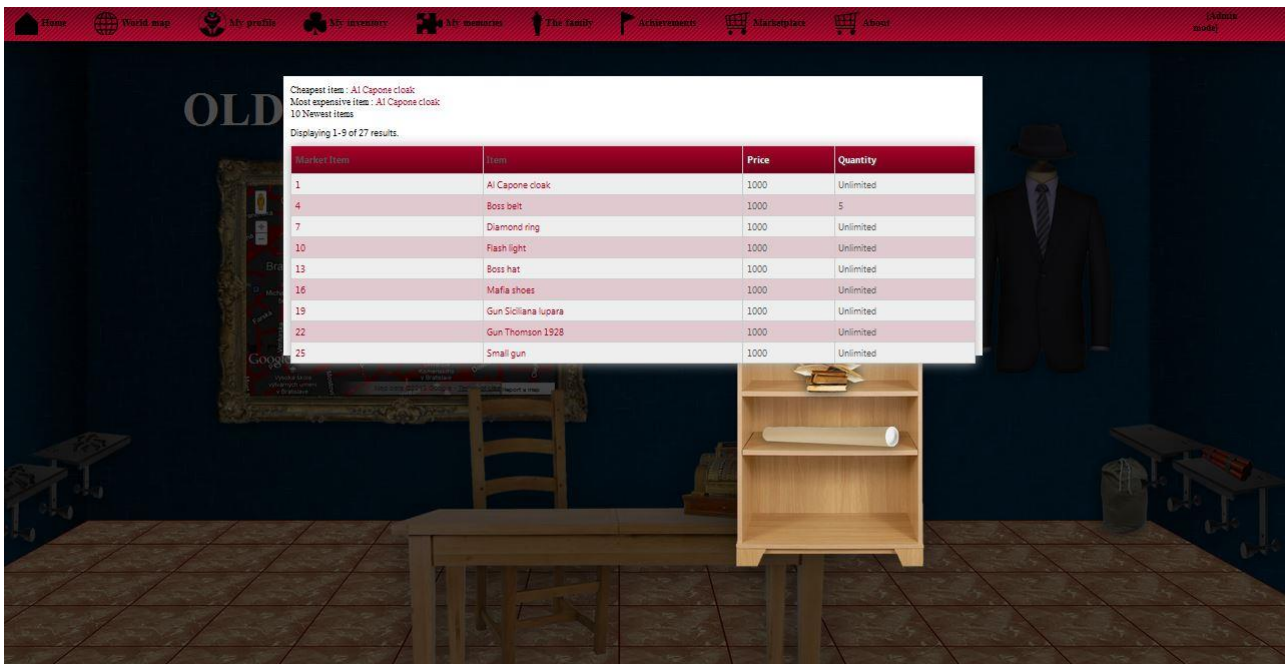 Home World map My profile My inventory My memories The family Achievements Marketplace About [Admin mode]
OLD
Cheapest item : Al Capone cloak
Most expensive item : Al Capone cloak
10 Newest items
Displaying 1-9 of 27 results.
Market Item Item Price Quantity
1 Al Capone cloak 1000 Unlimited
4 Boss belt 1000 5
7 Diamond ring 1000 Unlimited
10 Flash light 1000 Unlimited
13 Boss hat 1000 Unlimited
16 Mafia shoes 1000 Unlimited
19 Gun Siciliana lupara 1000 Unlimited
22 Gun Thomson 1928 1000 Unlimited
25 Small gun 1000 Unlimited
Bra
Google